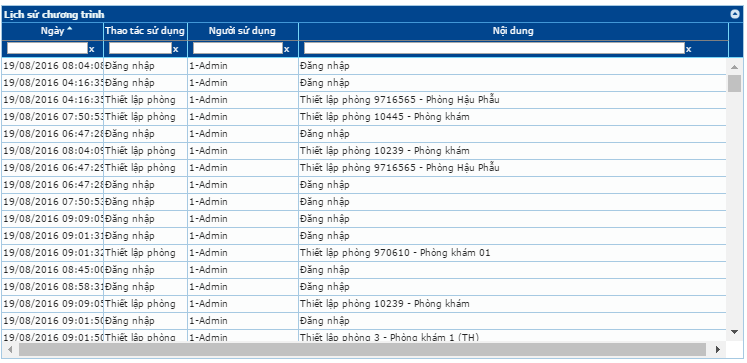 Lịch sử chương trình
Ngày Thao tác sử dụng Người sử dụng Nội dung
x x x x
19/08/2016 08:04:08 Đăng nhập 1-Admin Đăng nhập
19/08/2016 04:16:35 Đăng nhập 1-Admin Đăng nhập
19/08/2016 04:16:35 Thiết lập phòng 1-Admin Thiết lập phòng 9716565 - Phòng Hậu Phẫu
19/08/2016 07:50:53 Thiết lập phòng 1-Admin Thiết lập phòng 10445 - Phòng khám
19/08/2016 06:47:28 Đăng nhập 1-Admin Đăng nhập
19/08/2016 08:04:09 Thiết lập phòng 1-Admin Thiết lập phòng 10239 - Phòng khám
19/08/2016 06:47:29 Thiết lập phòng 1-Admin Thiết lập phòng 9716565 - Phòng Hậu Phẫu
19/08/2016 06:47:28 Đăng nhập 1-Admin Đăng nhập
19/08/2016 07:50:53 Đăng nhập 1-Admin Đăng nhập
19/08/2016 09:09:05 Đăng nhập 1-Admin Đăng nhập
19/08/2016 09:01:31 Đăng nhập 1-Admin Đăng nhập
19/08/2016 09:01:32 Thiết lập phòng 1-Admin Thiết lập phòng 970610 - Phòng khám 01
19/08/2016 08:45:00 Đăng nhập 1-Admin Đăng nhập
19/08/2016 08:58:31 Đăng nhập 1-Admin Đăng nhập
19/08/2016 09:09:05 Thiết lập phòng 1-Admin Thiết lập phòng 10239 - Phòng khám
19/08/2016 09:01:50 Đăng nhập 1-Admin Đăng nhập
19/08/2016 09:01:50 Thiết lập phòng 1-Admin Thiết lập phòng 3 - Phòng khám 1 (TH)